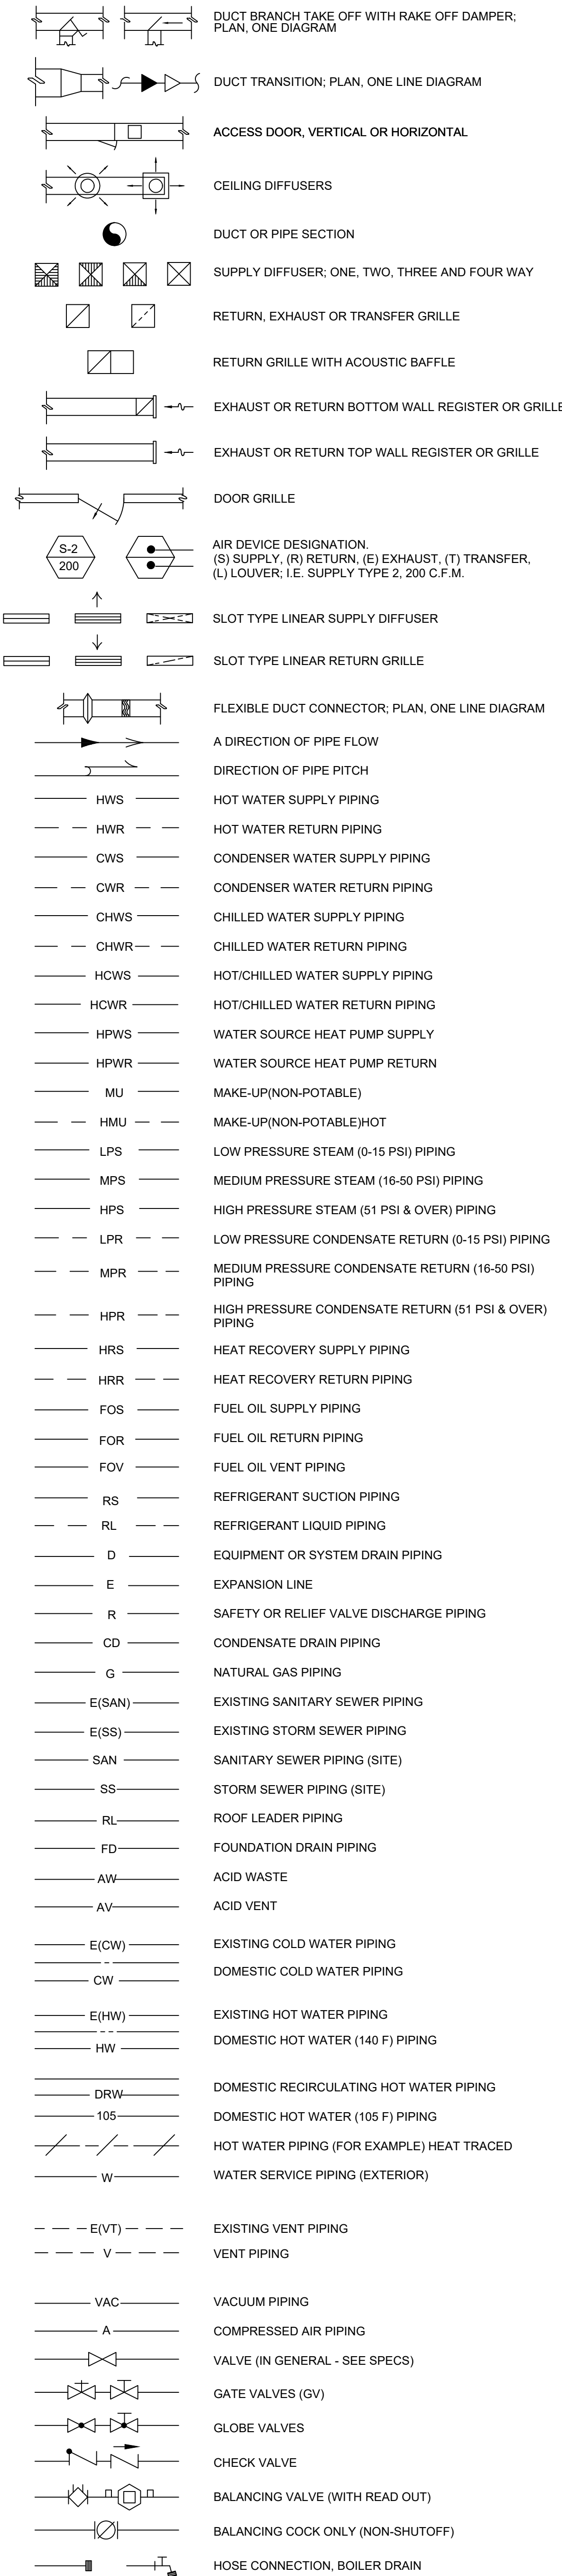 DUCT BRANCH TAKE OFF WITH RAKE OFF DAMPER;
PLAN, ONE DIAGRAM
DUCT TRANSITION; PLAN, ONE LINE DIAGRAM
ACCESS DOOR, VERTICAL OR HORIZONTAL
CEILING DIFFUSERS
DUCT OR PIPE SECTION
SUPPLY DIFFUSER; ONE, TWO, THREE AND FOUR WAY
RETURN, EXHAUST OR TRANSFER GRILLE
RETURN GRILLE WITH ACOUSTIC BAFFLE
EXHAUST OR RETURN BOTTOM WALL REGISTER OR GRILLE
EXHAUST OR RETURN TOP WALL REGISTER OR GRILLE
DOOR GRILLE
S-2
200
AIR DEVICE DESIGNATION.
(S) SUPPLY, (R) RETURN, (E) EXHAUST, (T) TRANSFER,
(L) LOUVER; I.E. SUPPLY TYPE 2, 200 C.F.M.
SLOT TYPE LINEAR SUPPLY DIFFUSER
SLOT TYPE LINEAR RETURN GRILLE
FLEXIBLE DUCT CONNECTOR; PLAN, ONE LINE DIAGRAM
A DIRECTION OF PIPE FLOW
DIRECTION OF PIPE PITCH
HWS HOT WATER SUPPLY PIPING
HWR HOT WATER RETURN PIPING
CWS CONDENSER WATER SUPPLY PIPING
CWR CONDENSER WATER RETURN PIPING
CHWS CHILLED WATER SUPPLY PIPING
CHWR CHILLED WATER RETURN PIPING
HCWS HOT/CHILLED WATER SUPPLY PIPING
HCWR HOT/CHILLED WATER RETURN PIPING
HPWS WATER SOURCE HEAT PUMP SUPPLY
HPWR WATER SOURCE HEAT PUMP RETURN
MU MAKE-UP(NON-POTABLE)
HMU MAKE-UP(NON-POTABLE)HOT
LPS LOW PRESSURE STEAM (0-15 PSI) PIPING
MPS MEDIUM PRESSURE STEAM (16-50 PSI) PIPING
HPS HIGH PRESSURE STEAM (51 PSI & OVER) PIPING
LPR LOW PRESSURE CONDENSATE RETURN (0-15 PSI) PIPING
MPR MEDIUM PRESSURE CONDENSATE RETURN (16-50 PSI)
PIPING
HPR HIGH PRESSURE CONDENSATE RETURN (51 PSI & OVER)
PIPING
HRS HEAT RECOVERY SUPPLY PIPING
HRR HEAT RECOVERY RETURN PIPING
FOS FUEL OIL SUPPLY PIPING
FOR FUEL OIL RETURN PIPING
FOV FUEL OIL VENT PIPING
RS REFRIGERANT SUCTION PIPING
RL REFRIGERANT LIQUID PIPING
D EQUIPMENT OR SYSTEM DRAIN PIPING
E EXPANSION LINE
R SAFETY OR RELIEF VALVE DISCHARGE PIPING
CD CONDENSATE DRAIN PIPING
G NATURAL GAS PIPING
E(SAN) EXISTING SANITARY SEWER PIPING
E(SS) EXISTING STORM SEWER PIPING
SAN SANITARY SEWER PIPING (SITE)
SS STORM SEWER PIPING (SITE)
RL ROOF LEADER PIPING
FD FOUNDATION DRAIN PIPING
AW ACID WASTE
AV ACID VENT
E(CW) EXISTING COLD WATER PIPING
CW DOMESTIC COLD WATER PIPING
E(HW) EXISTING HOT WATER PIPING
HW DOMESTIC HOT WATER (140 F) PIPING
DRW DOMESTIC RECIRCULATING HOT WATER PIPING
105 DOMESTIC HOT WATER (105 F) PIPING
HOT WATER PIPING (FOR EXAMPLE) HEAT TRACED
W WATER SERVICE PIPING (EXTERIOR)
E(VT) EXISTING VENT PIPING
V VENT PIPING
VAC VACUUM PIPING
A COMPRESSED AIR PIPING
VALVE (IN GENERAL - SEE SPECS)
GATE VALVES (GV)
GLOBE VALVES
CHECK VALVE
BALANCING VALVE (WITH READ OUT)
BALANCING COCK ONLY (NON-SHUTOFF)
HOSE CONNECTION, BOILER DRAIN